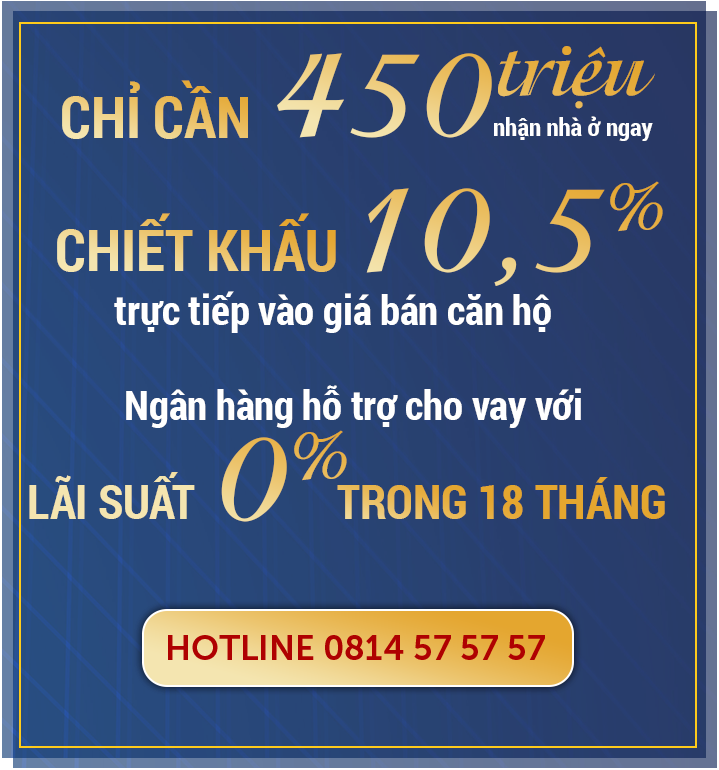 CHỈ CẦN 450 triệu
nhận nhà ở ngay
CHIẾT KHẤU 10,5%
trực tiếp vào giá bán căn hộ
Ngân hàng hỗ trợ cho vay với
LÃI SUẤT 0% TRONG 18 THÁNG
HOTLINE 0814 57 57 57